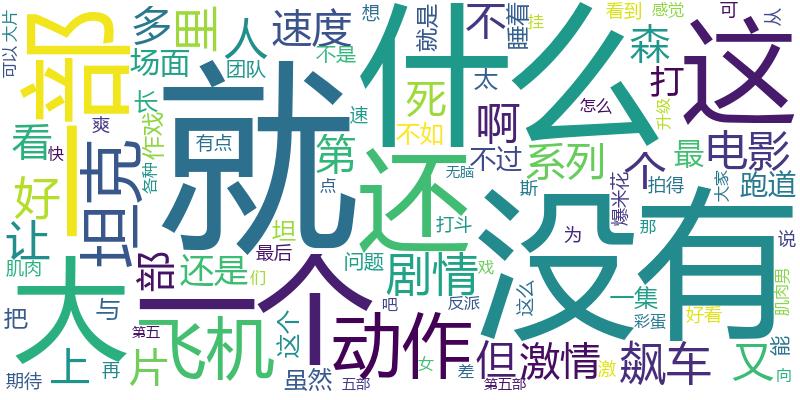 可以 大片
一部
多
里
人
速度
想
就是
不
睡着
挂
看到
感觉
可
从
场面
团队
不是
什么
太
森
打
这
爽
各种
长
作戏
就
有点
速
死
不如
啊
怎么
升级
快
看
坦克
第
还
不过
系列
个
最
电影
好
点
无脑
斯
爆米花
拍得
大家
跑道
让
坦
打斗
没有
为
那
说
部
最后
肌肉
还是
们
问题
剧情
戏
大
一个
这么
一集
肌肉男
把
与
飞机
这个
动作
吧
反派
彩蛋
好看
第五
上
再
片
但
激情
飙车
又
能
期待
虽然
五部
女
差
第五部
激
向